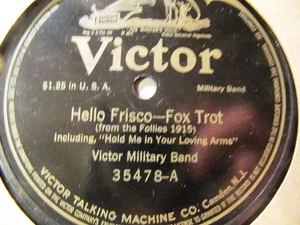 Victor
$1.25 in U.S.A.
Military Band
Hello Frisco—Fox Trot
(from the Follies 1915)
Including, "Hold Me in Your Loving Arms"
Victor Military Band
35478-A
VICTOR TALKING MACHINE CO. Camden, N.J.